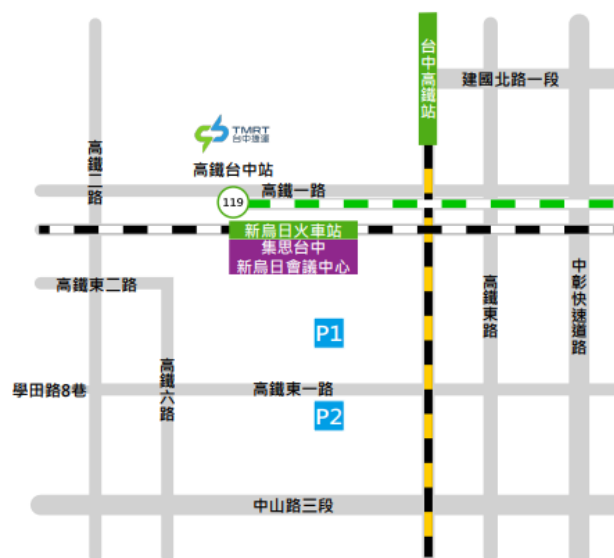 台中高鐵站
建國北路一段
TMRT
台中捷運
高鐵二路
高鐵台中站
高鐵一路
119
新烏日火車站
集思台中
新烏日會議中心
高鐵東二路
高鐵東路
中彰快速道路
P1
高鐵六路
學田路8巷
高鐵東一路
P2
中山路三段